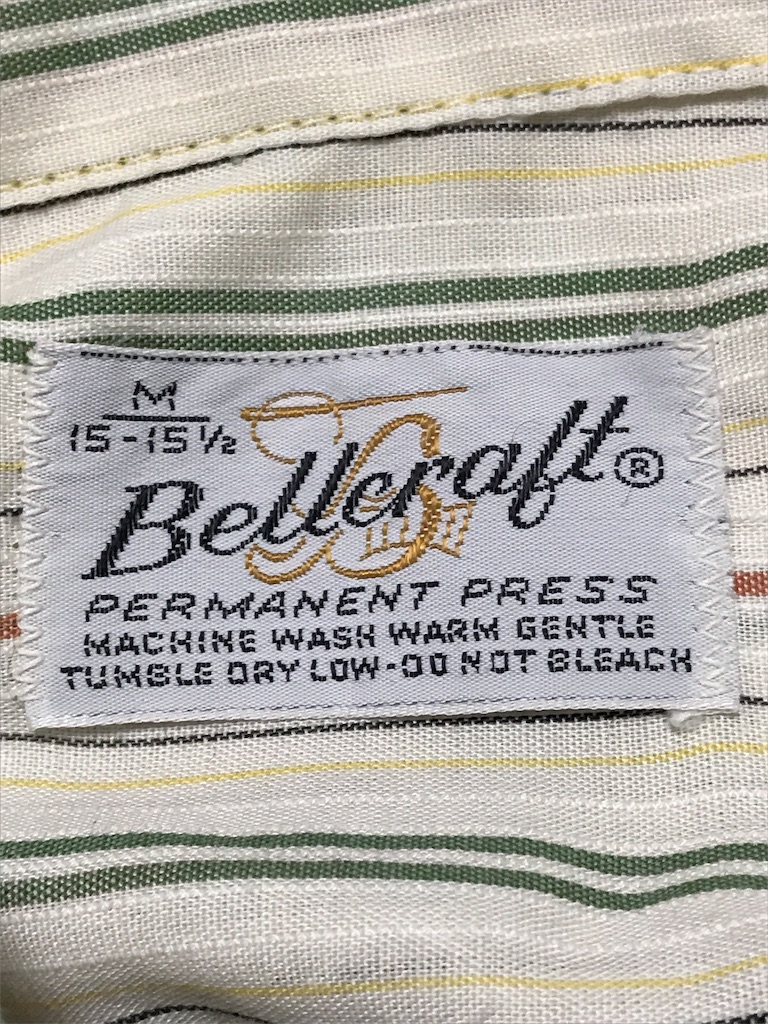 M
15-15½
Bellcraft®
PERMANENT PRESS
MACHINE WASH WARM GENTLE
TUMBLE DRY LOW-DO NOT BLEACH